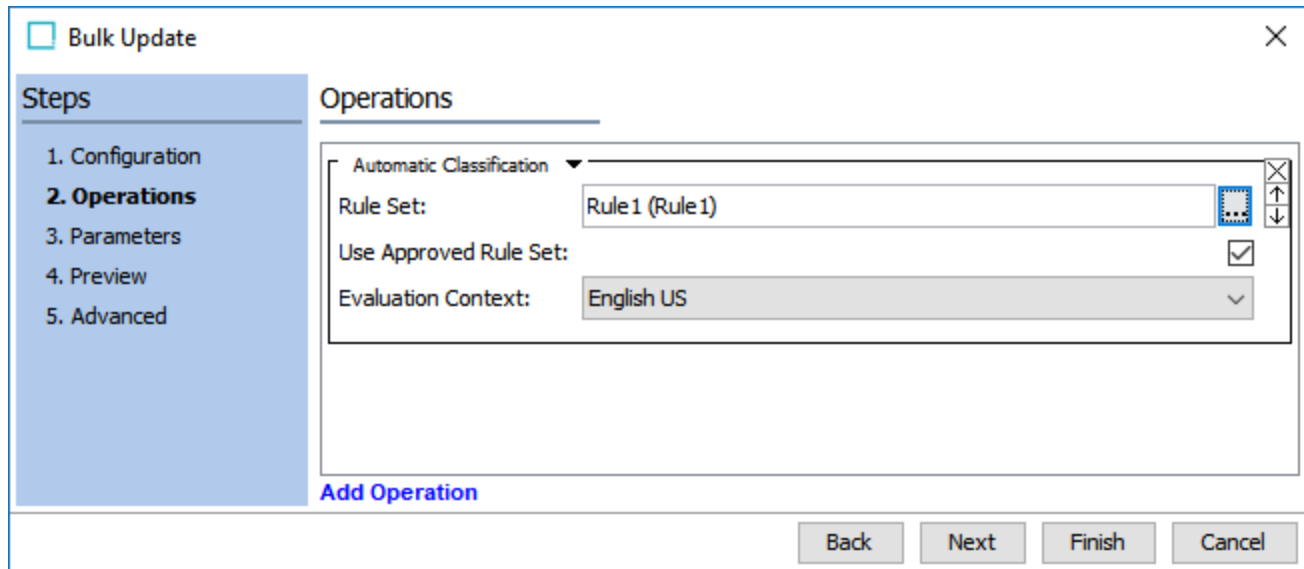 Bulk Update
Steps
1. Configuration
2. Operations
3. Parameters
4. Preview
5. Advanced
Operations
Automatic Classification
Rule Set: Rule1 (Rule1) ...
Use Approved Rule Set:
Evaluation Context: English US
Add Operation
Back Next Finish Cancel